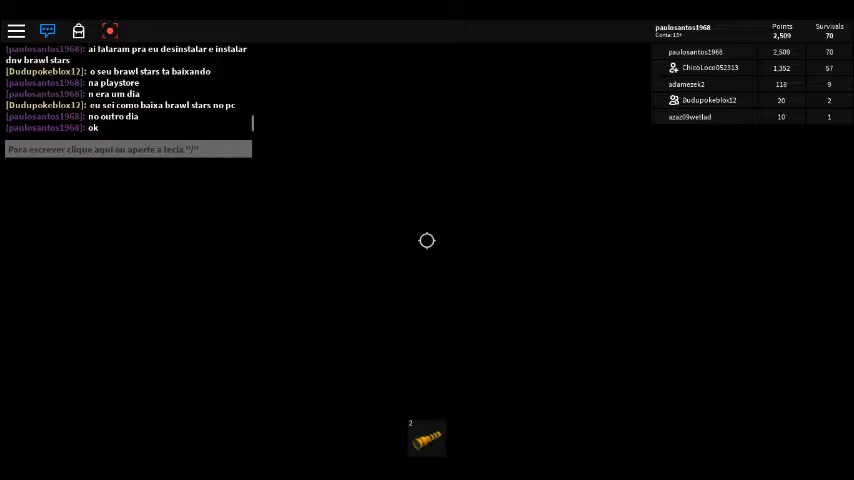 [paulosantos1968]: ai falaram pra eu desinstalar e instalar
dnv brawl stars
[Dudupokeblox12]: o seu brawl stars ta baixando
[paulosantos1968]: na playstore
[paulosantos1968]: n era um dia
[Dudupokeblox12]: eu sei como baixa brawl stars no pc
[paulosantos1968]: no outro dia
[paulosantos1968]: ok
Para escrever clique aqui ou aperte a tecla "/"
paulosantos1968 Points Survivals
Conta: 13+ 2,509 70
paulosantos1968 2,509 70
ChicoLoco052313 1,352 57
adamezek2 118 9
Dudupokeblox12 20 2
azaz09wetlad 10 1
2